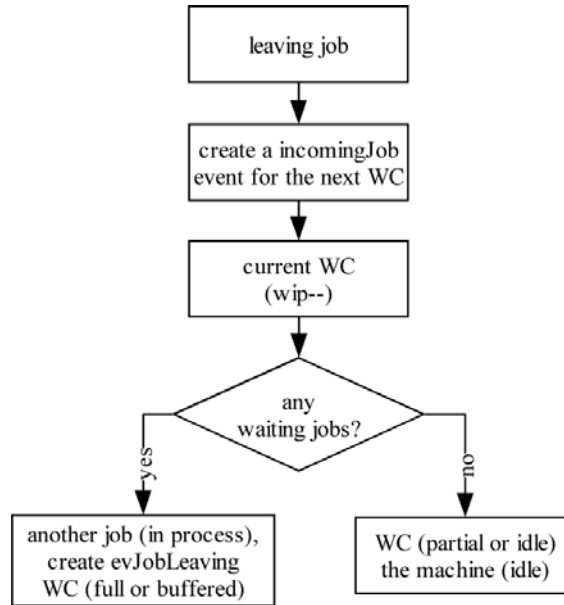 leaving job
create a incomingJob
event for the next WC
current WC
(wip--)
any
waiting jobs?
yes
no
another job (in process),
create evJobLeaving
WC (full or buffered)
WC (partial or idle)
the machine (idle)